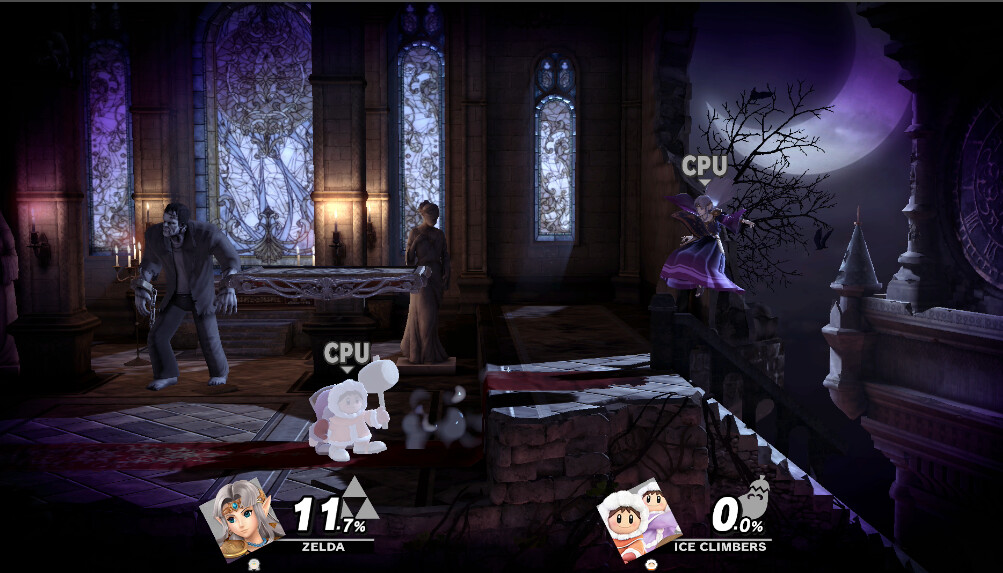 CPU
CPU
11.7%
ZELDA
0.0%
ICE CLIMBERS